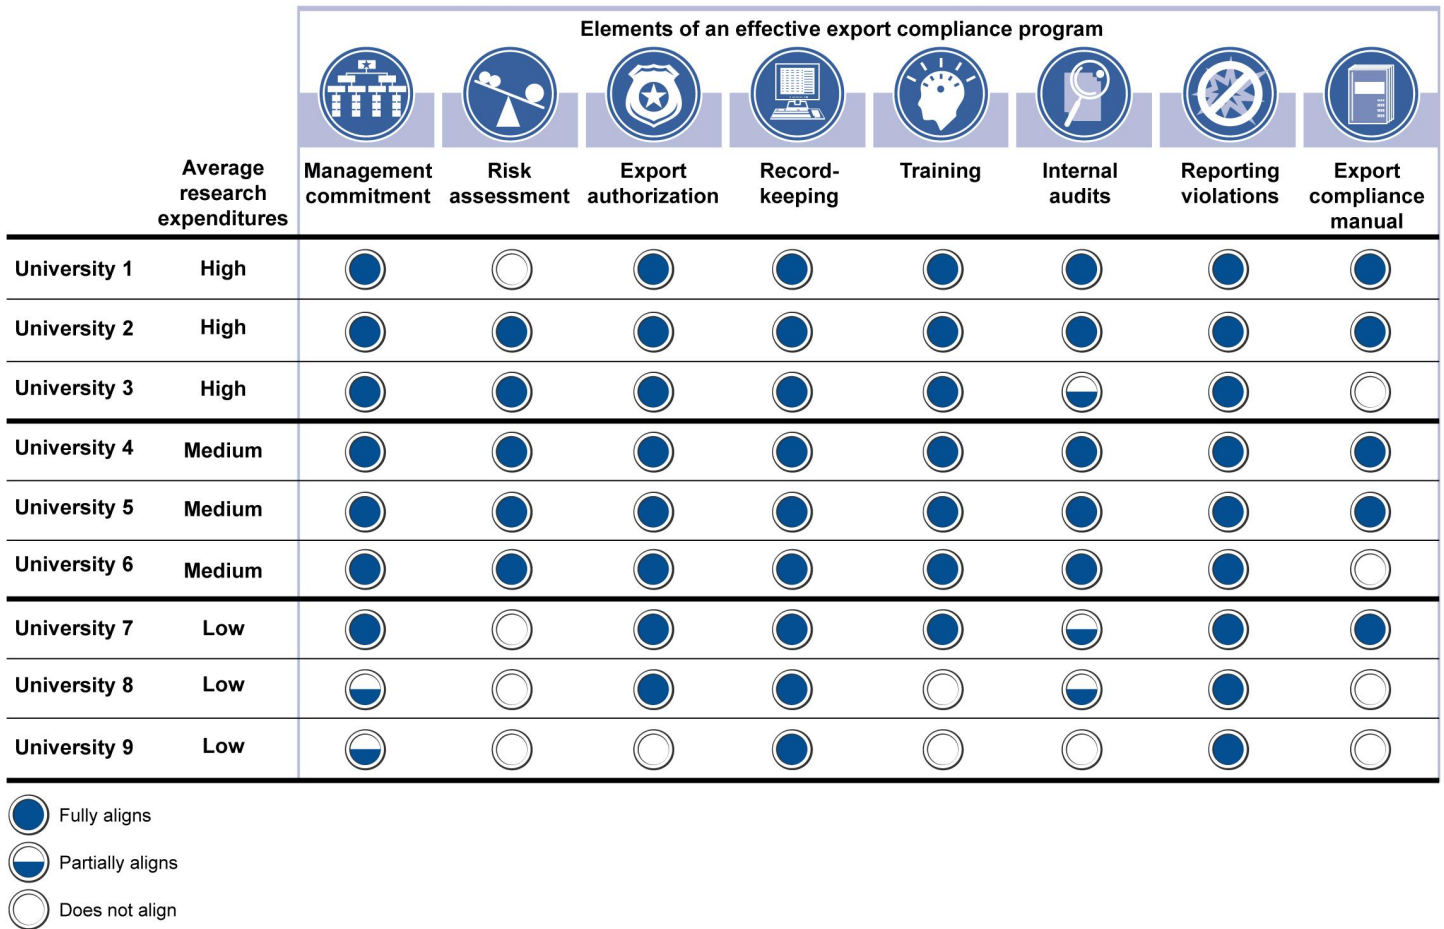 Elements of an effective export compliance program
Average
research
expenditures
Management
commitment
Risk
assessment
Export
authorization
Record-
keeping
Training
Internal
audits
Reporting
violations
Export
compliance
manual
University 1 High
University 2 High
University 3 High
University 4 Medium
University 5 Medium
University 6 Medium
University 7 Low
University 8 Low
University 9 Low
Fully aligns
Partially aligns
Does not align